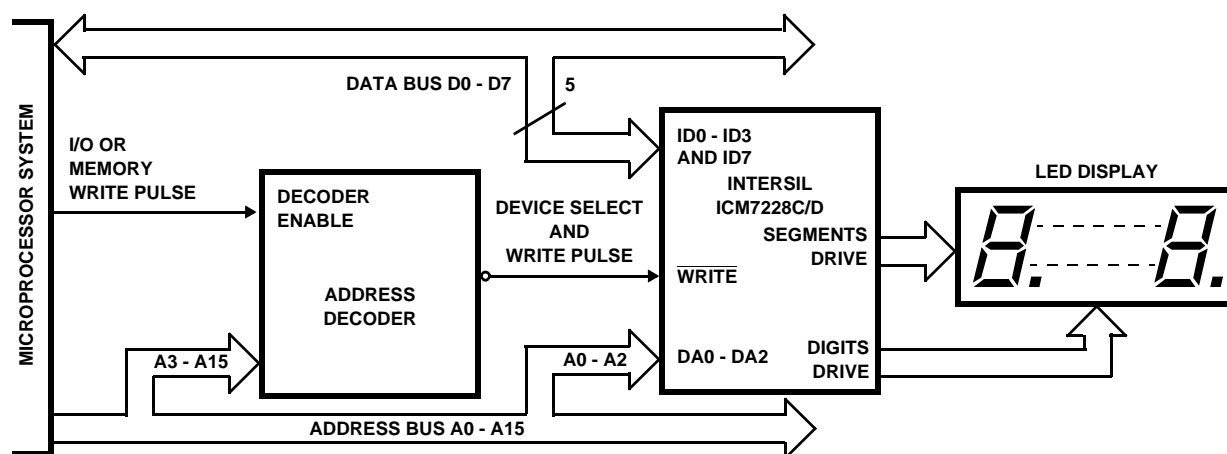 MICROPROCESSOR SYSTEM
DATA BUS D0 - D7
5
I/O OR
MEMORY
WRITE PULSE
DECODER
ENABLE
ADDRESS
DECODER
DEVICE SELECT
AND
WRITE PULSE
ID0 - ID3
AND ID7
INTERSIL
ICM7228C/D
SEGMENTS
DRIVE
WRITE
DA0 - DA2
DIGITS
DRIVE
LED DISPLAY
8. 8.
A3 - A15
A0 - A2
ADDRESS BUS A0 - A15